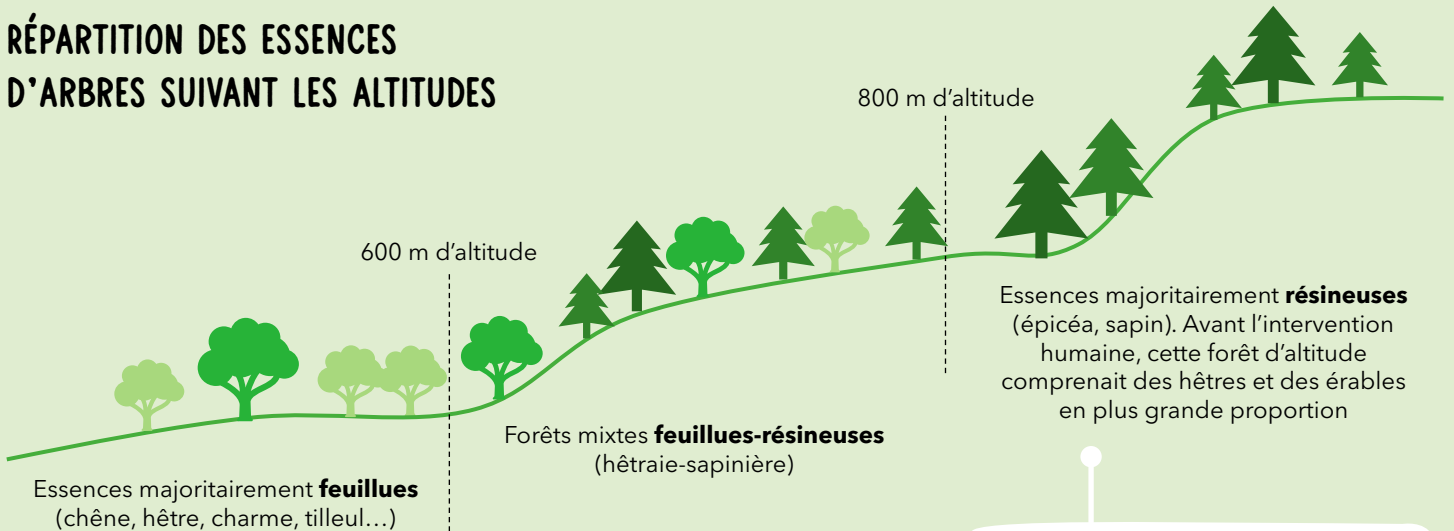 RÉPARTITION DES ESSENCES
D'ARBRES SUIVANT LES ALTITUDES
800 m d'altitude
600 m d'altitude
Essences majoritairement résineuses
(épicéa, sapin). Avant l'intervention
humaine, cette forêt d'altitude
comprenait des hêtres et des érables
en plus grande proportion
Forêts mixtes feuillues-résineuses
(hêtraie-sapinière)
Essences majoritairement feuillues
(chêne, hêtre, charme, tilleul…)